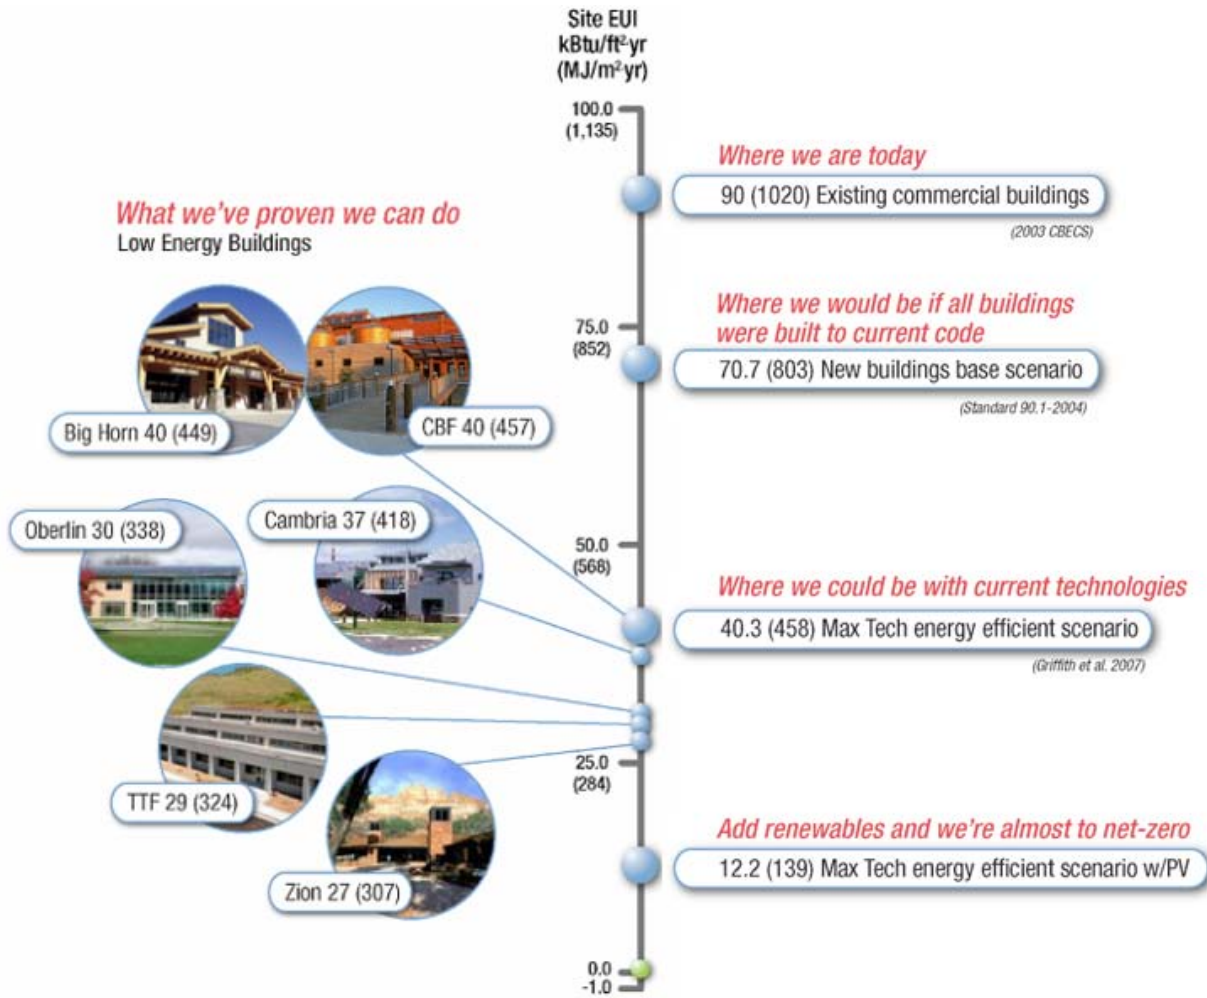 Site EUI
kBtu/ft²·yr
(MJ/m²·yr)
100.0
(1,135)
Where we are today
90 (1020) Existing commercial buildings
(2003 CBECS)
What we've proven we can do
Low Energy Buildings
Where we would be if all buildings
were built to current code
75.0
(852)
70.7 (803) New buildings base scenario
(Standard 90.1-2004)
Big Horn 40 (449)
CBF 40 (457)
Oberlin 30 (338)
Cambria 37 (418)
50.0
(568)
Where we could be with current technologies
40.3 (458) Max Tech energy efficient scenario
(Griffith et al. 2007)
25.0
(284)
TTF 29 (324)
Zion 27 (307)
Add renewables and we're almost to net-zero
12.2 (139) Max Tech energy efficient scenario w/PV
0.0
-1.0